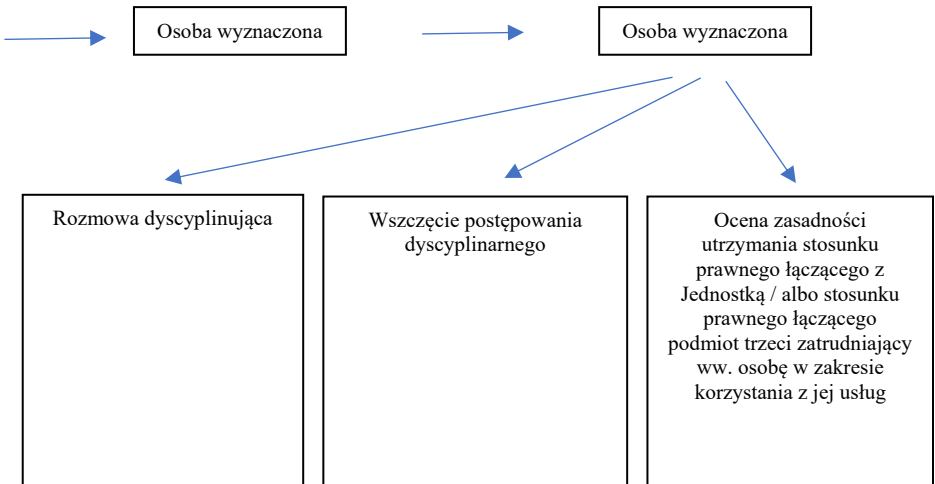 Osoba wyznaczona
Osoba wyznaczona
Rozmowa dyscyplinująca
Wszczęcie postępowania
dyscyplinarnego
Ocena zasadności
utrzymania stosunku
prawnego łączącego z
Jednostką / albo stosunku
prawnego łączącego
podmiot trzeci zatrudniający
ww. osobę w zakresie
korzystania z jej usług